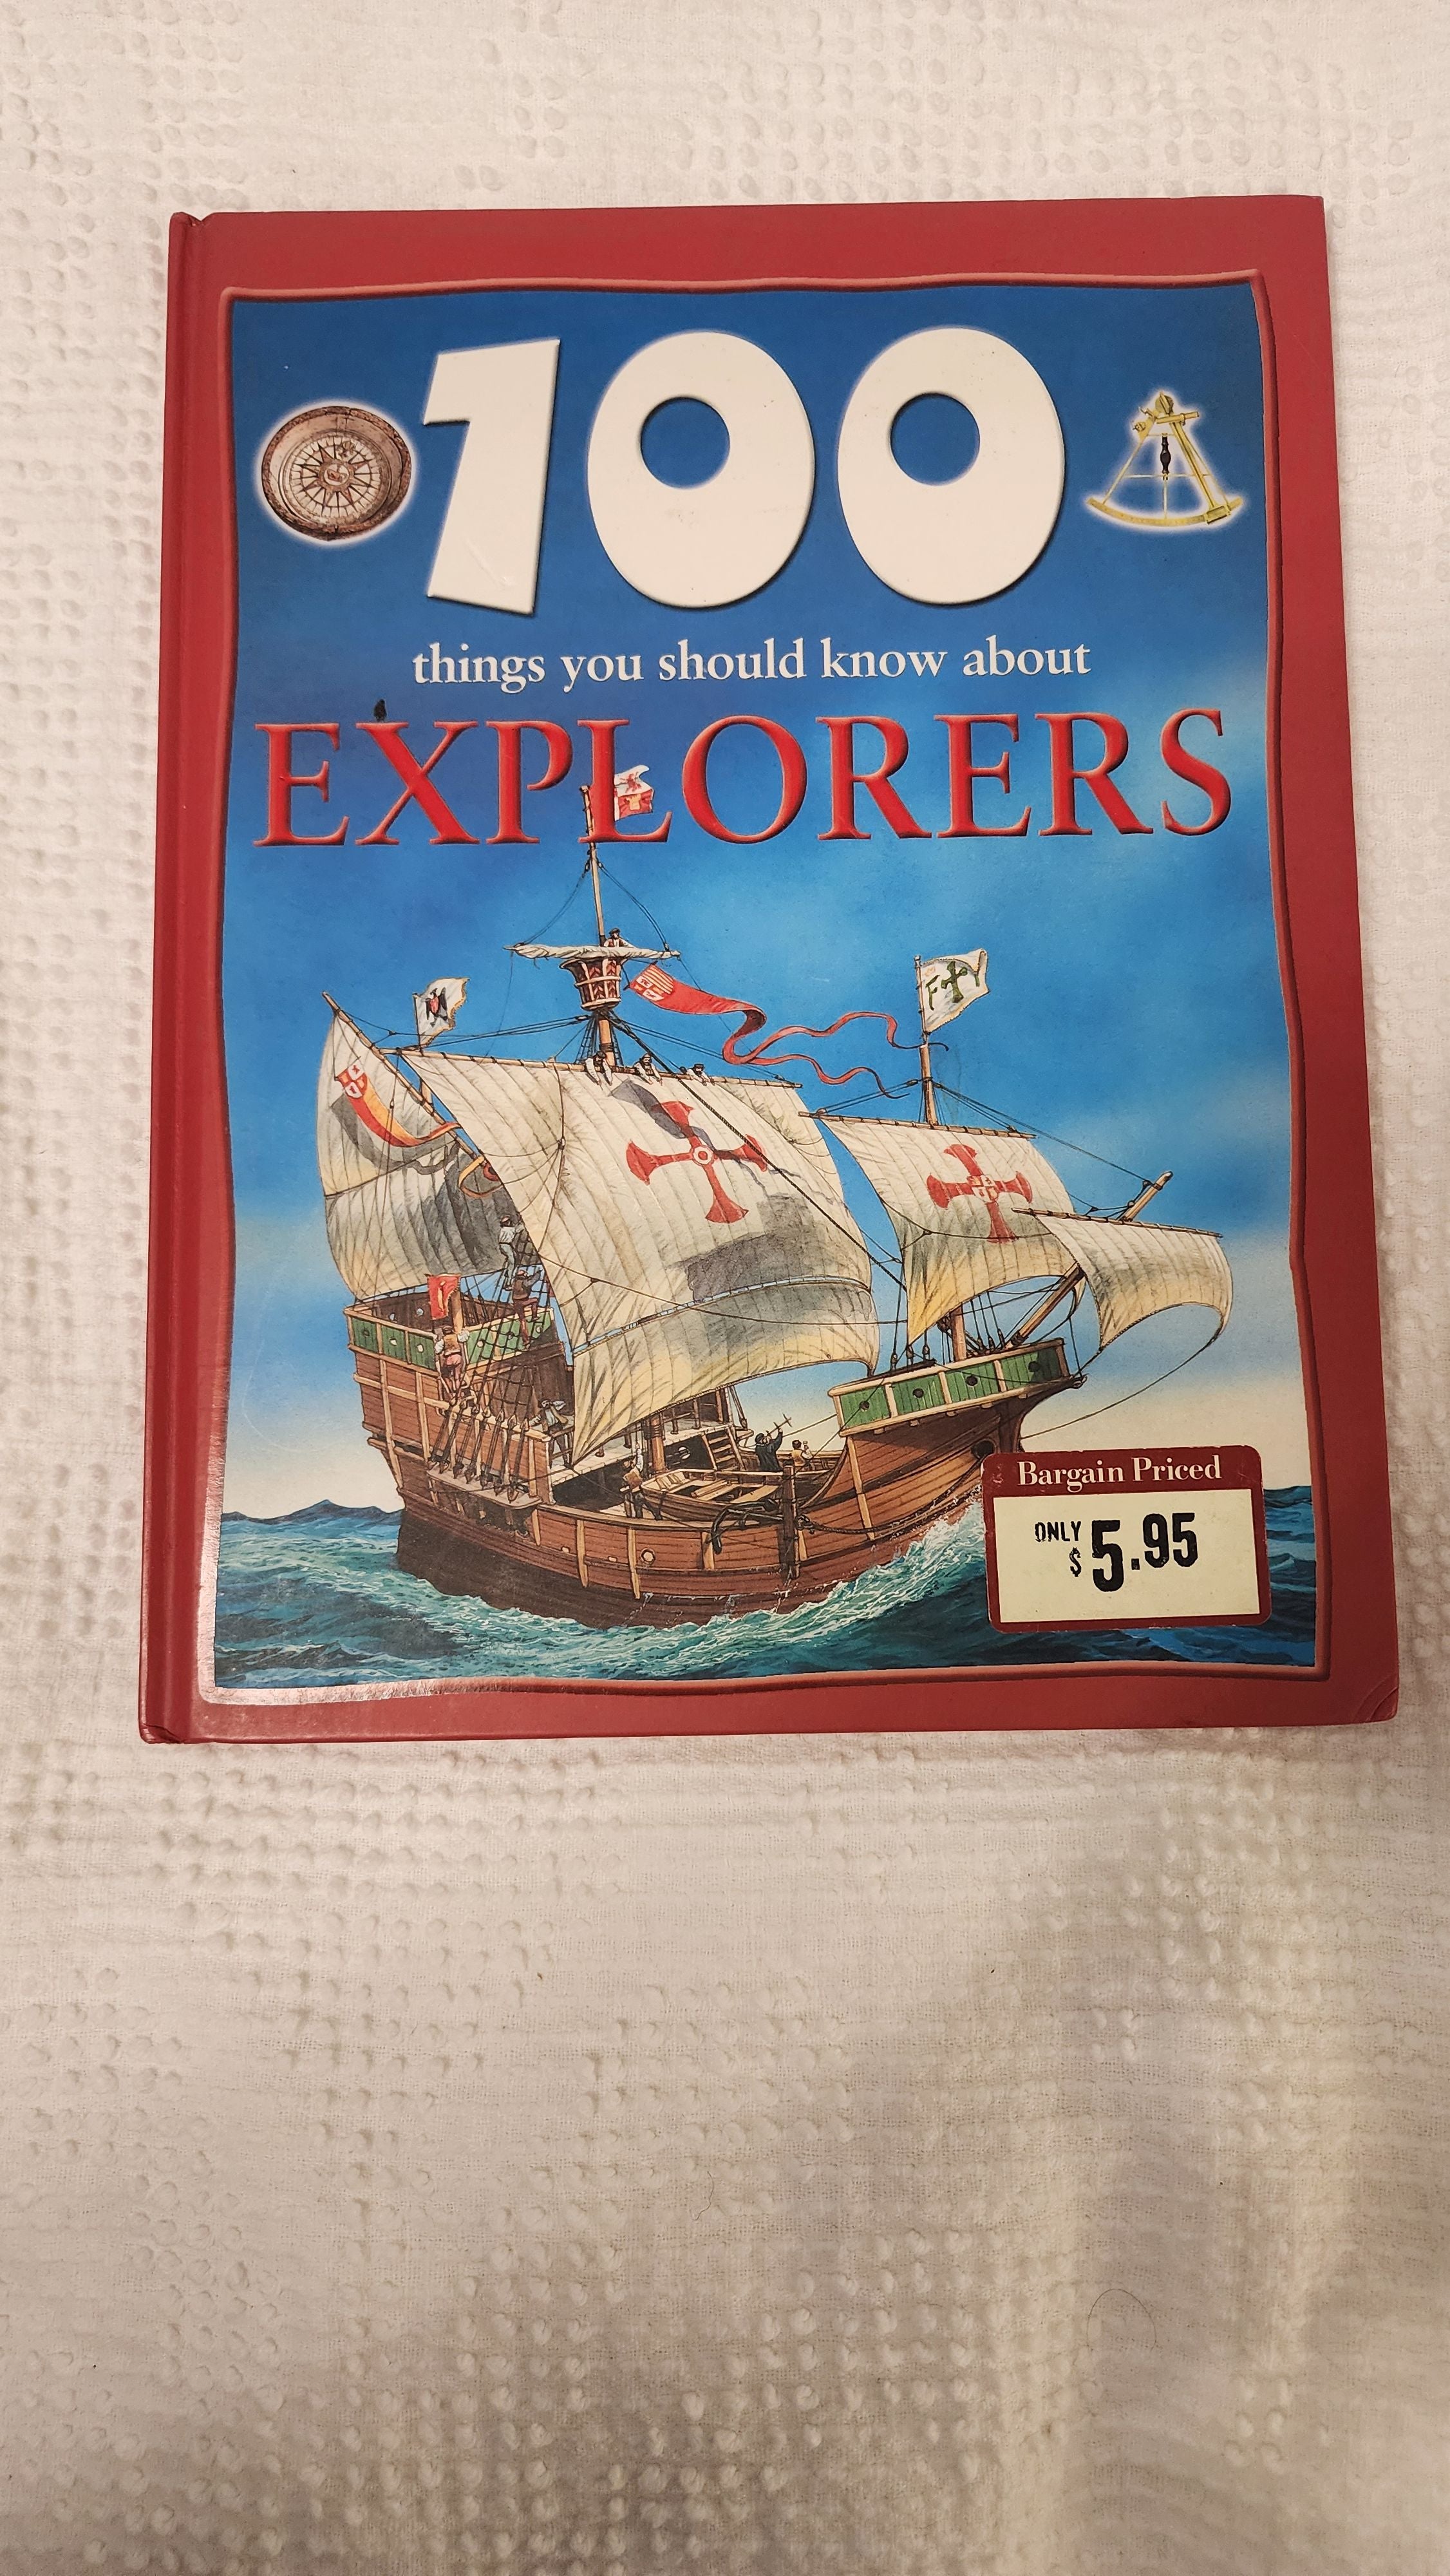 100
things you should know about
EXPLORERS
F Y
Bargain Priced
ONLY
$5.95